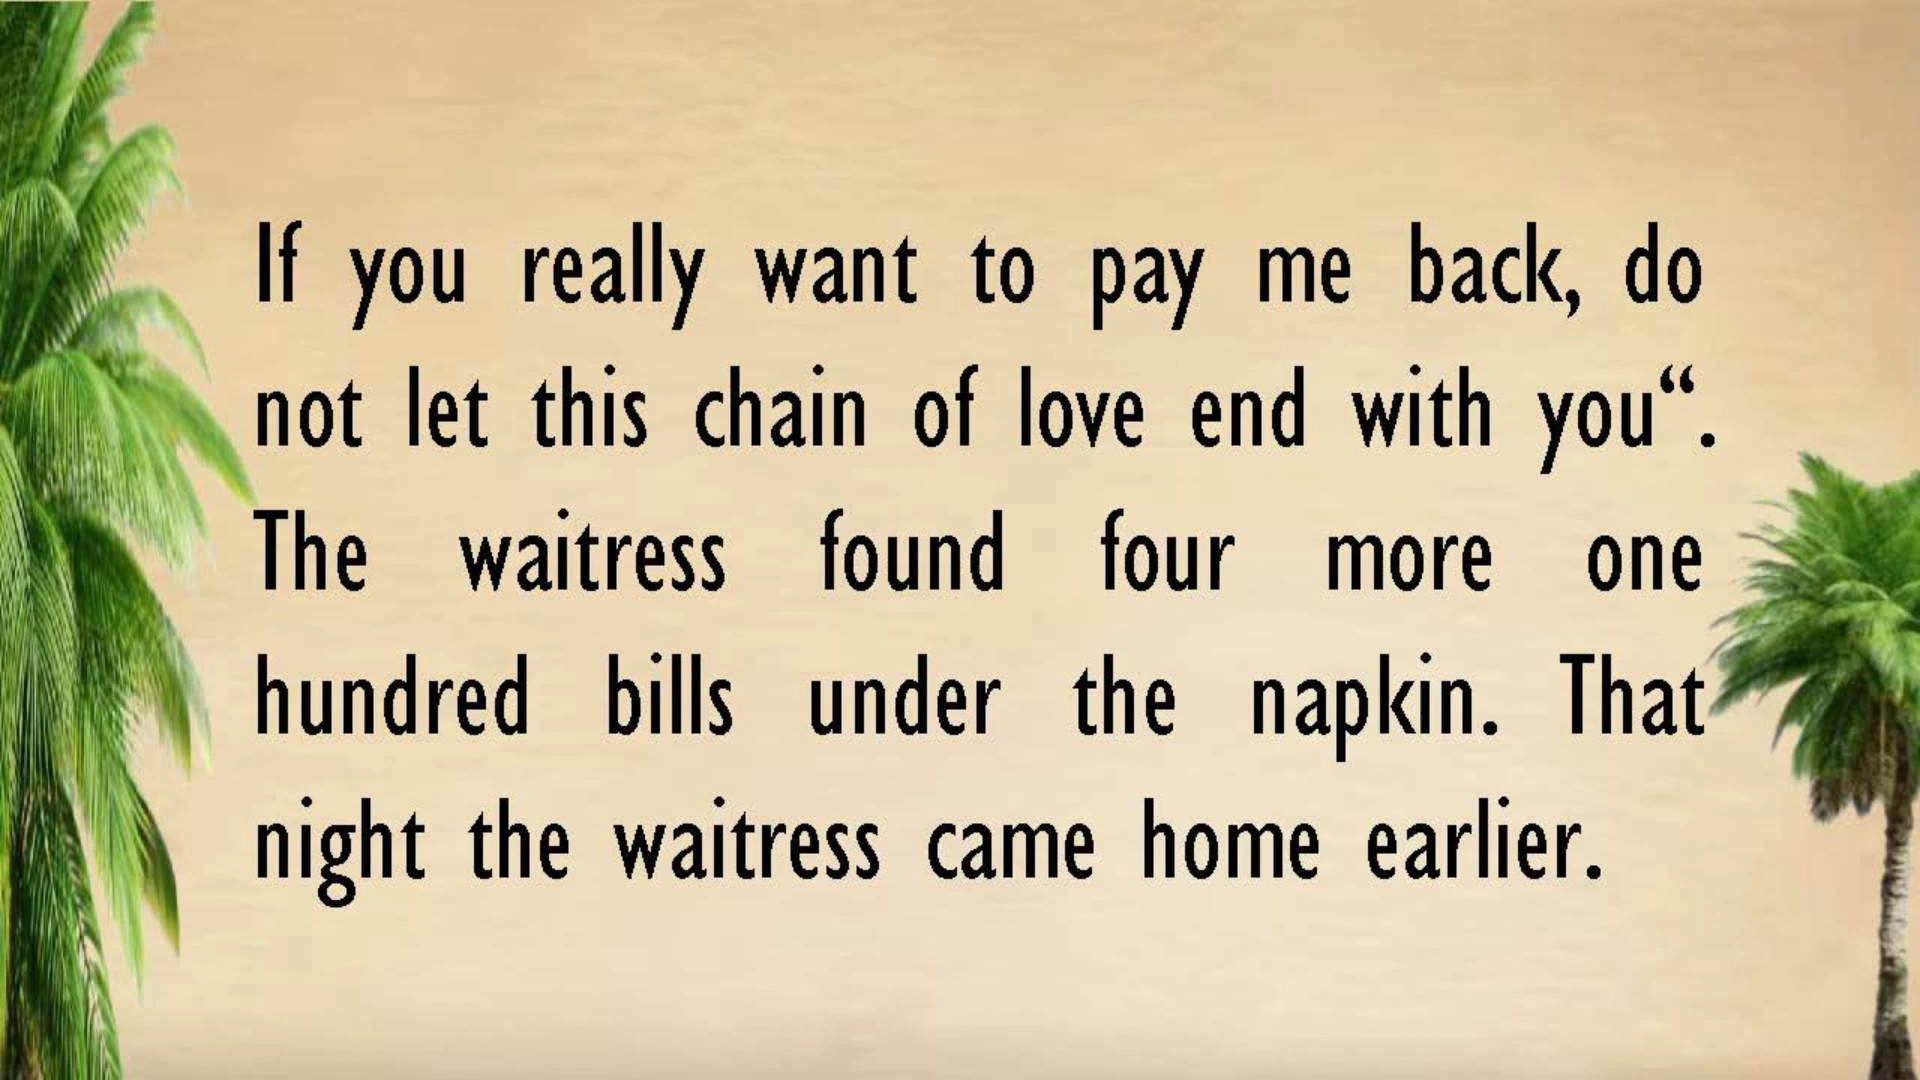 If you really want to pay me back, do
not let this chain of love end with you“.
The waitress found four more one
hundred bills under the napkin. That
night the waitress came home earlier.